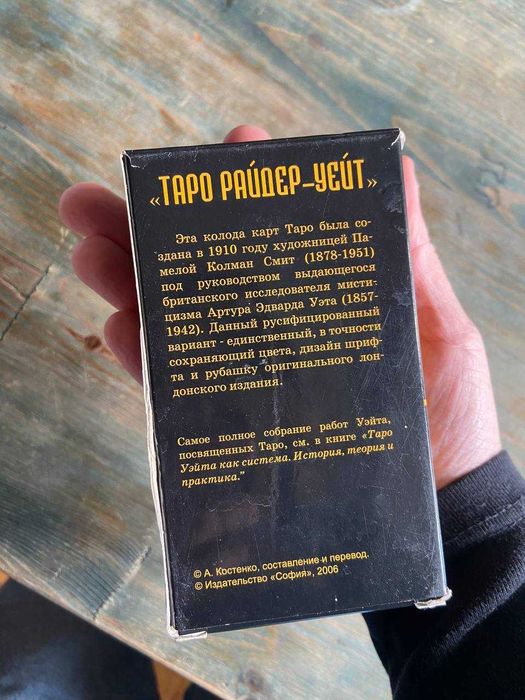 «ТАРО РАЙДЕР-УЕЙТ»
Эта колода карт Таро была со-
здана в 1910 году художницей Па-
мелой Колман Смит (1878-1951)
под руководством выдающегося
британского исследователя мисти-
цизма Артура Эдварда Уэта (1857-
1942). Данный русифицированный
вариант - единственный, в точности
сохраняющий цвета, дизайн шриф-
та и рубашку оригинального лон-
донского издания.
Самое полное собрание работ Уэйта,
посвященных Таро, см. в книге «Таро
Уэйта как система. История, теория и
практика.”
© А. Костенко, составление и перевод.
© Издательство «София», 2006